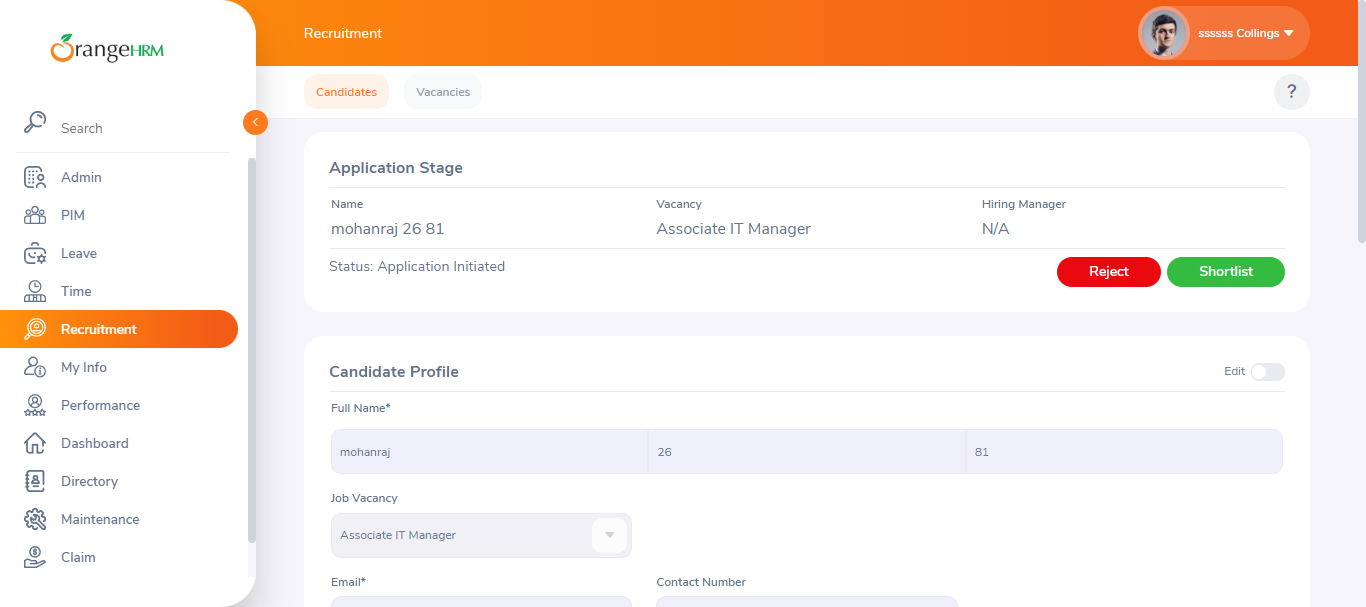 OrangeHRM
Recruitment
ssssss Collings
Candidates
Vacancies
?
Search
Admin
PIM
Leave
Time
Recruitment
My Info
Performance
Dashboard
Directory
Maintenance
Claim
Application Stage
Name
Vacancy
Hiring Manager
mohanraj 26 81
Associate IT Manager
N/A
Status: Application Initiated
Reject
Shortlist
Candidate Profile
Edit
Full Name*
mohanraj
26
81
Job Vacancy
Associate IT Manager
Email*
Contact Number